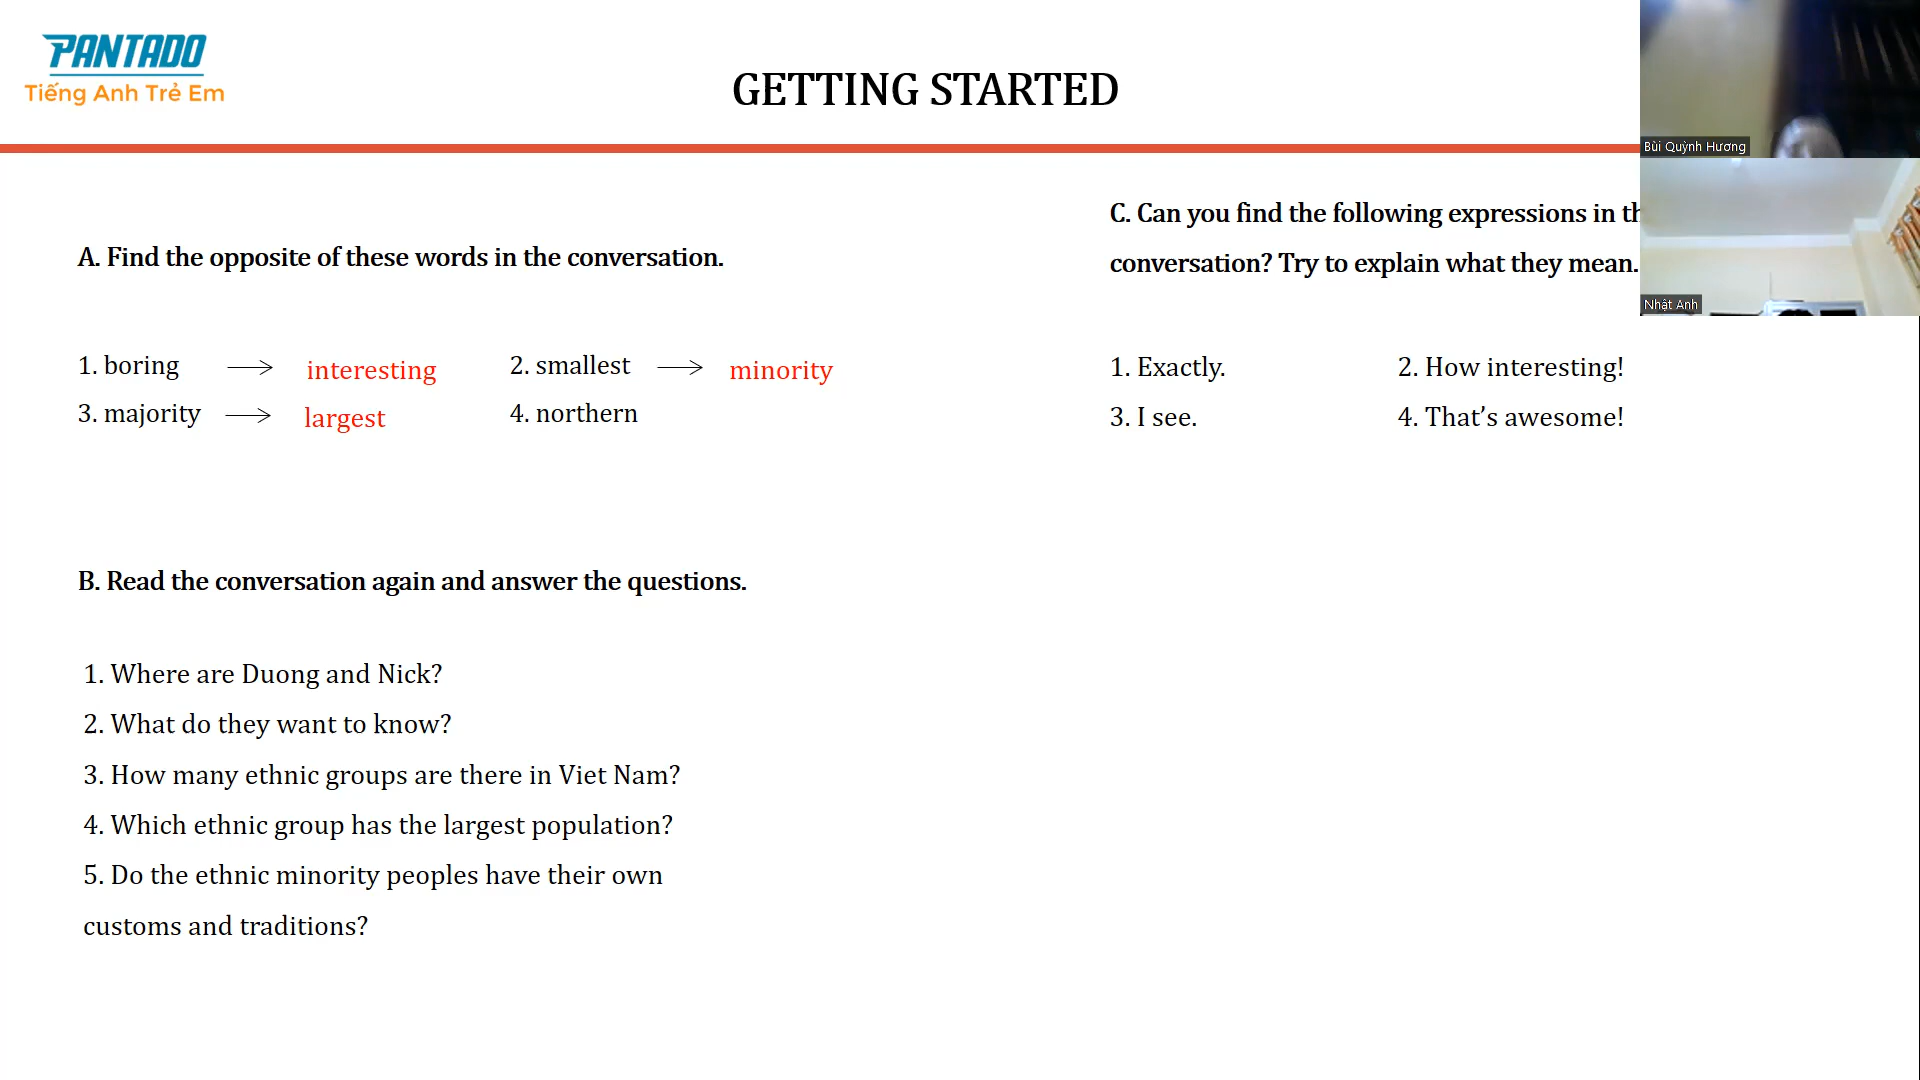 PANTADO
Tiếng Anh Trẻ Em
GETTING STARTED
A. Find the opposite of these words in the conversation.
1. boring → interesting 2. smallest → minority
3. majority → largest 4. northern
B. Read the conversation again and answer the questions.
1. Where are Duong and Nick?
2. What do they want to know?
3. How many ethnic groups are there in Viet Nam?
4. Which ethnic group has the largest population?
5. Do the ethnic minority peoples have their own
customs and traditions?
C. Can you find the following expressions in th
conversation? Try to explain what they mean.
1. Exactly. 2. How interesting!
3. I see. 4. That’s awesome!
Bùi Quỳnh Hương
Nhật Anh